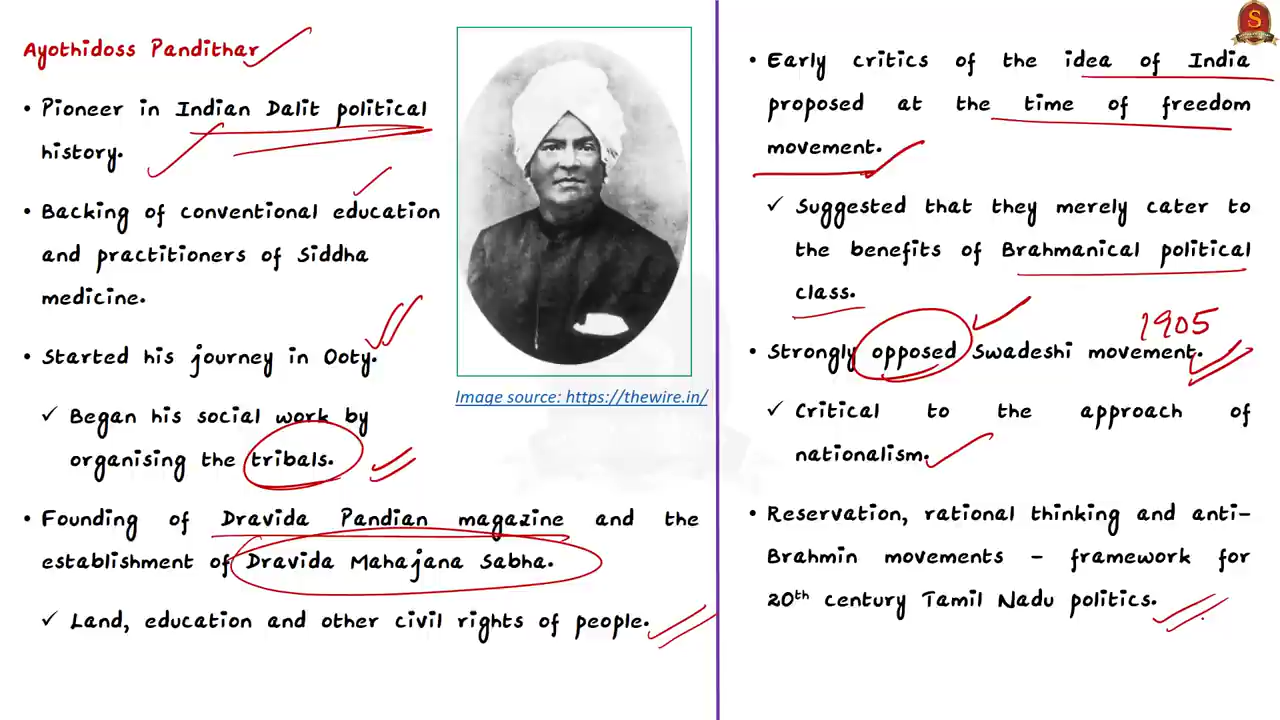 Ayothidoss Pandithar
• Pioneer in Indian Dalit political
history.
• Backing of conventional education
and practitioners of Siddha
medicine.
• Started his journey in Ooty.
✓ Began his social work by
organising the tribals.
• Founding of Dravida Pandian magazine and the
establishment of Dravida Mahajana Sabha.
✓ Land, education and other civil rights of people.
Image source: https://thewire.in/
• Early critics of the idea of India
proposed at the time of freedom
movement.
✓ Suggested that they merely cater to
the benefits of Brahmanical political
class.
1905
• Strongly opposed Swadeshi movement.
✓ Critical to the approach of
nationalism.
• Reservation, rational thinking and anti-
Brahmin movements – framework for
20th century Tamil Nadu politics.
S